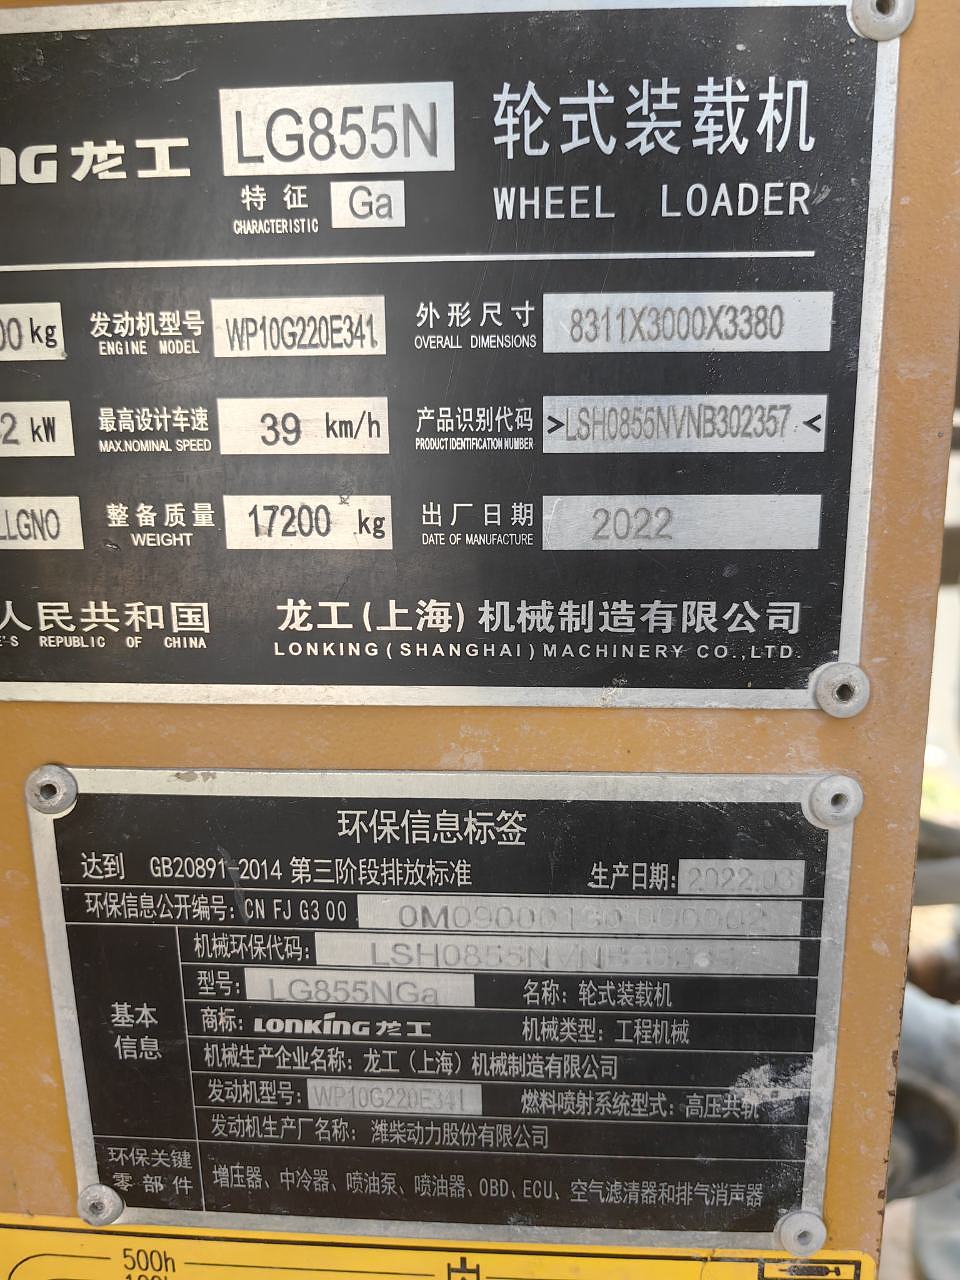 NG 龙工 LG855N 轮式装载机
特征 Ga WHEEL LOADER
CHARACTERISTIC
00 kg 发动机型号 WP10G220E341 外形尺寸 8311X3000X3380
ENGINE MODEL OVERALL DIMENSIONS
2 kW 最高设计车速 39 km/h 产品识别代码 >LSH0855NVNB302357<
MAX.NOMINAL SPEED PRODUCT IDENTIFICATION NUMBER
LLGNO 整备质量 17200 kg 出厂日期 2022
WEIGHT DATE OF MANUFACTURE
人民共和国 龙工(上海)机械制造有限公司
E'S REPUBLIC OF CHINA LONKING(SHANGHAI)MACHINERY CO.,LTD.
环保信息标签
达到 GB20891-2014 第三阶段排放标准 生产日期: 2022.03
环保信息公开编号: CN FJ G3 00
机械环保代码: LSH0855NVNB
型号: LG855NGa 名称: 轮式装载机
基本信息 商标: LONKING 龙工 机械类型: 工程机械
机械生产企业名称: 龙工(上海)机械制造有限公司
发动机型号: WP10G220E341 燃料喷射系统型式: 高压共轨
发动机生产厂名称: 潍柴动力股份有限公司
环保关键零部件 增压器、中冷器、喷油泵、喷油器、OBD、ECU、空气滤清器和排气消声器
500h